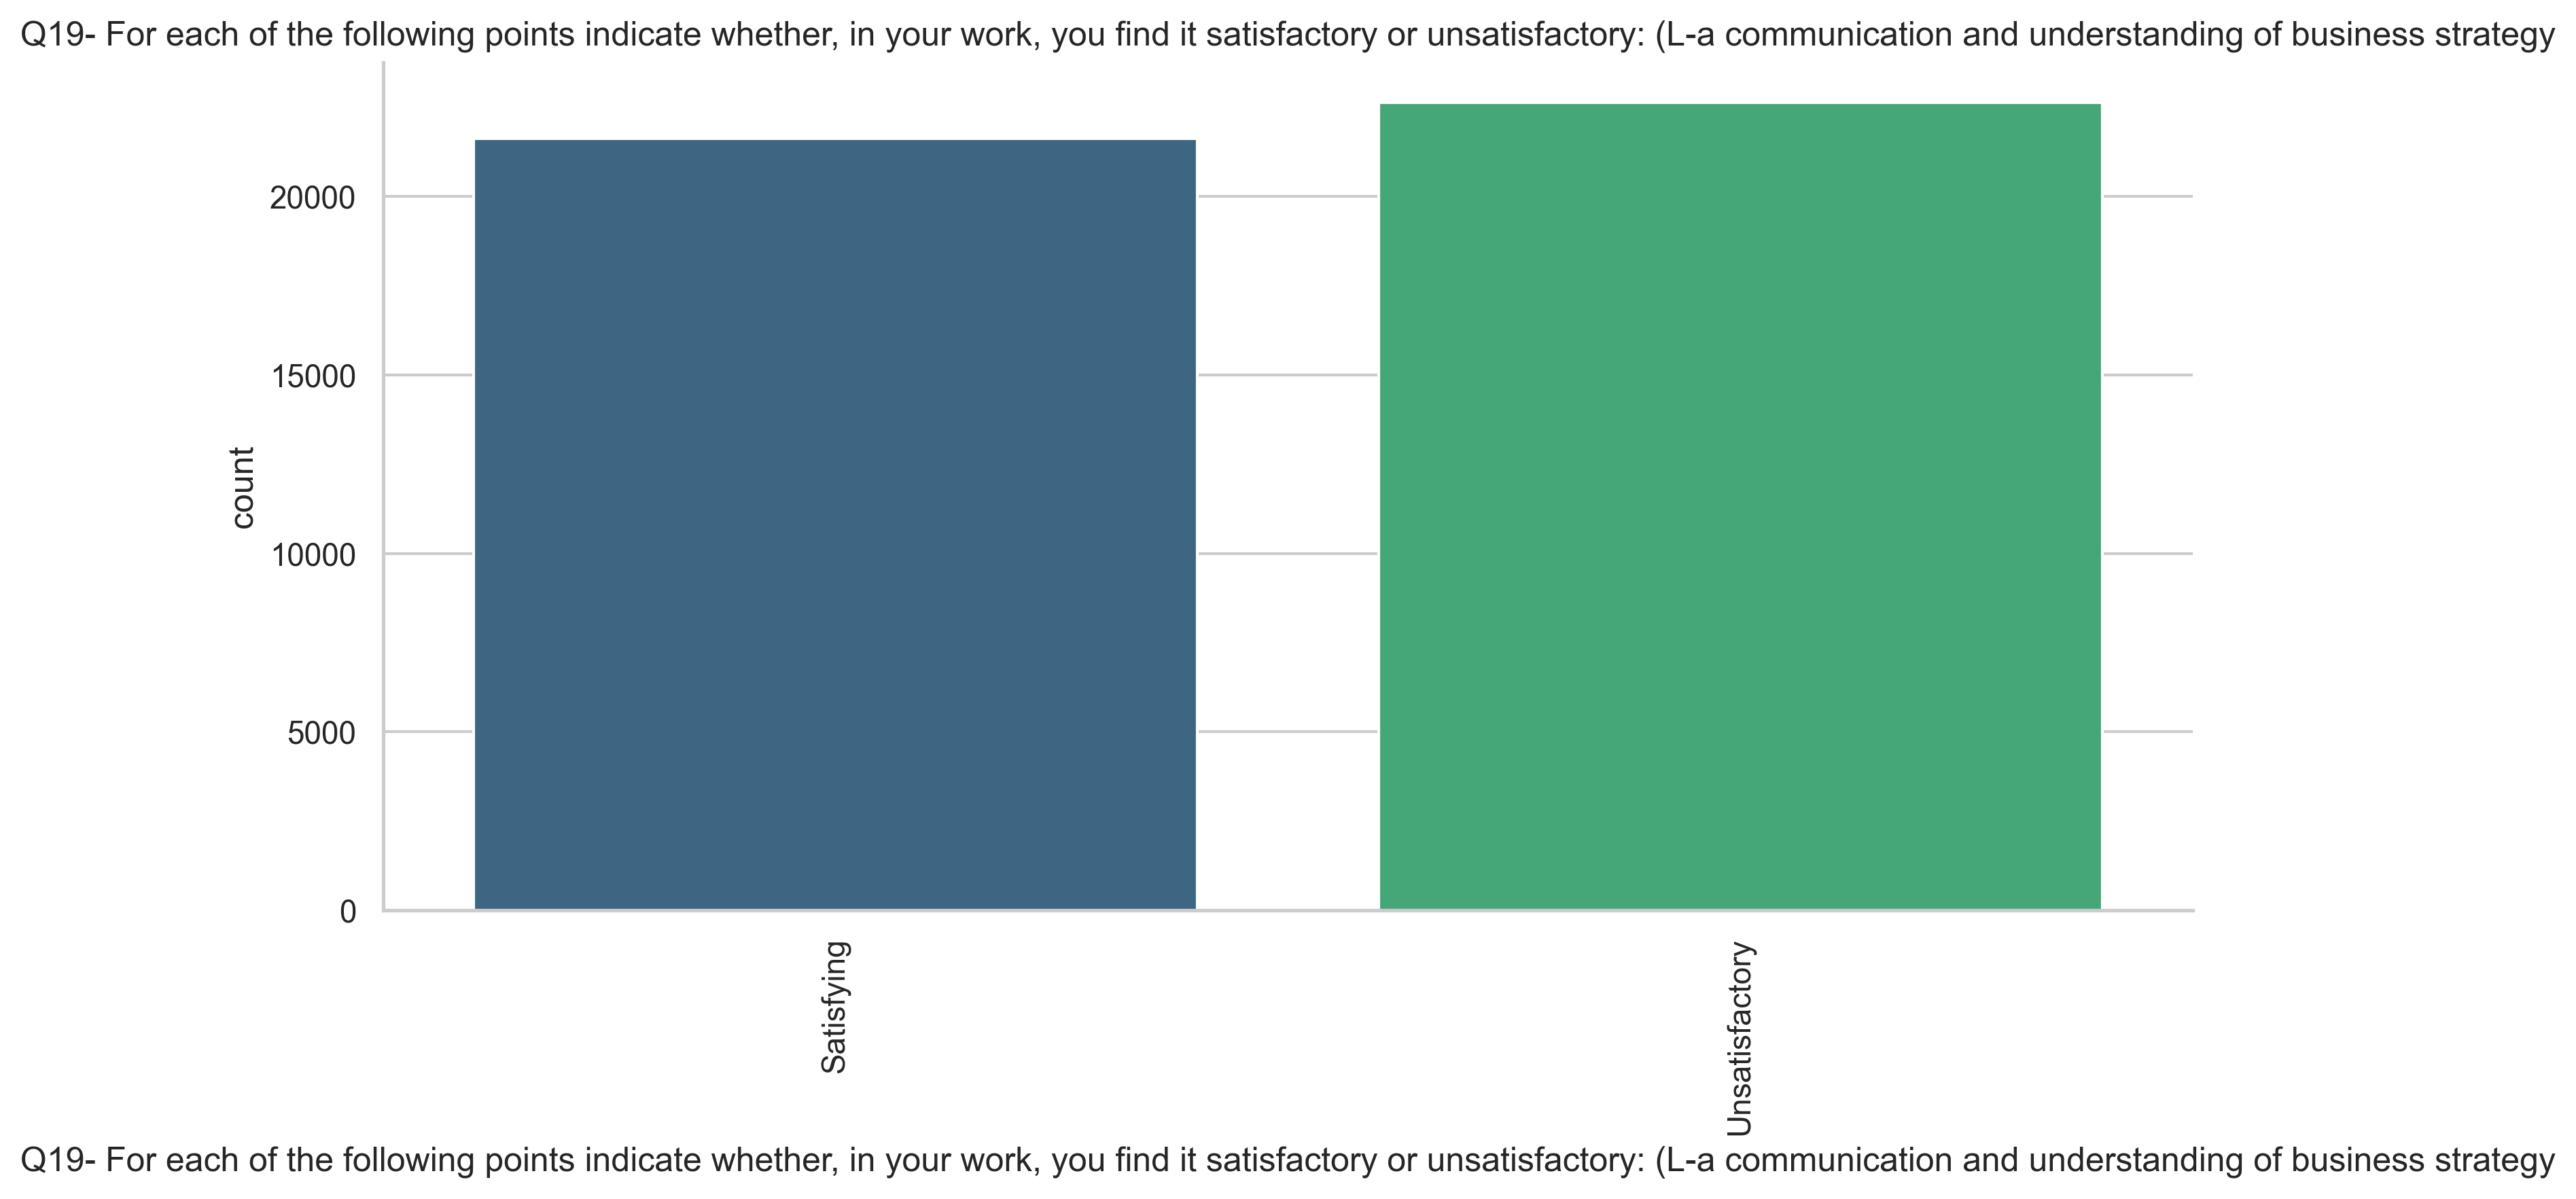 Q19- For each of the following points indicate whether, in your work, you find it satisfactory or unsatisfactory: (L-a communication and understanding of business strategy
20000
15000
10000
5000
0
count
Satisfying
Unsatisfactory
Q19- For each of the following points indicate whether, in your work, you find it satisfactory or unsatisfactory: (L-a communication and understanding of business strategy